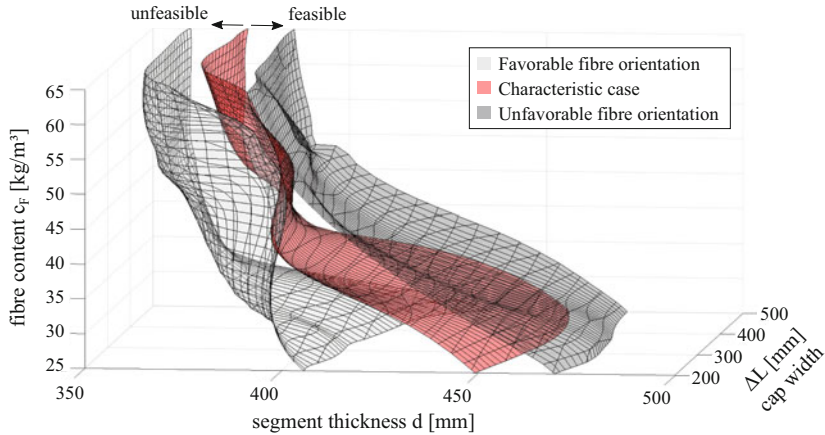 unfeasible feasible
Favorable fibre orientation
Characteristic case
Unfavorable fibre orientation
fibre content c_F [kg/m³]
65
60
55
50
45
40
35
30
25
350
400
450
500
segment thickness d [mm]
500
400
300
200
ΔL [mm]
cap width